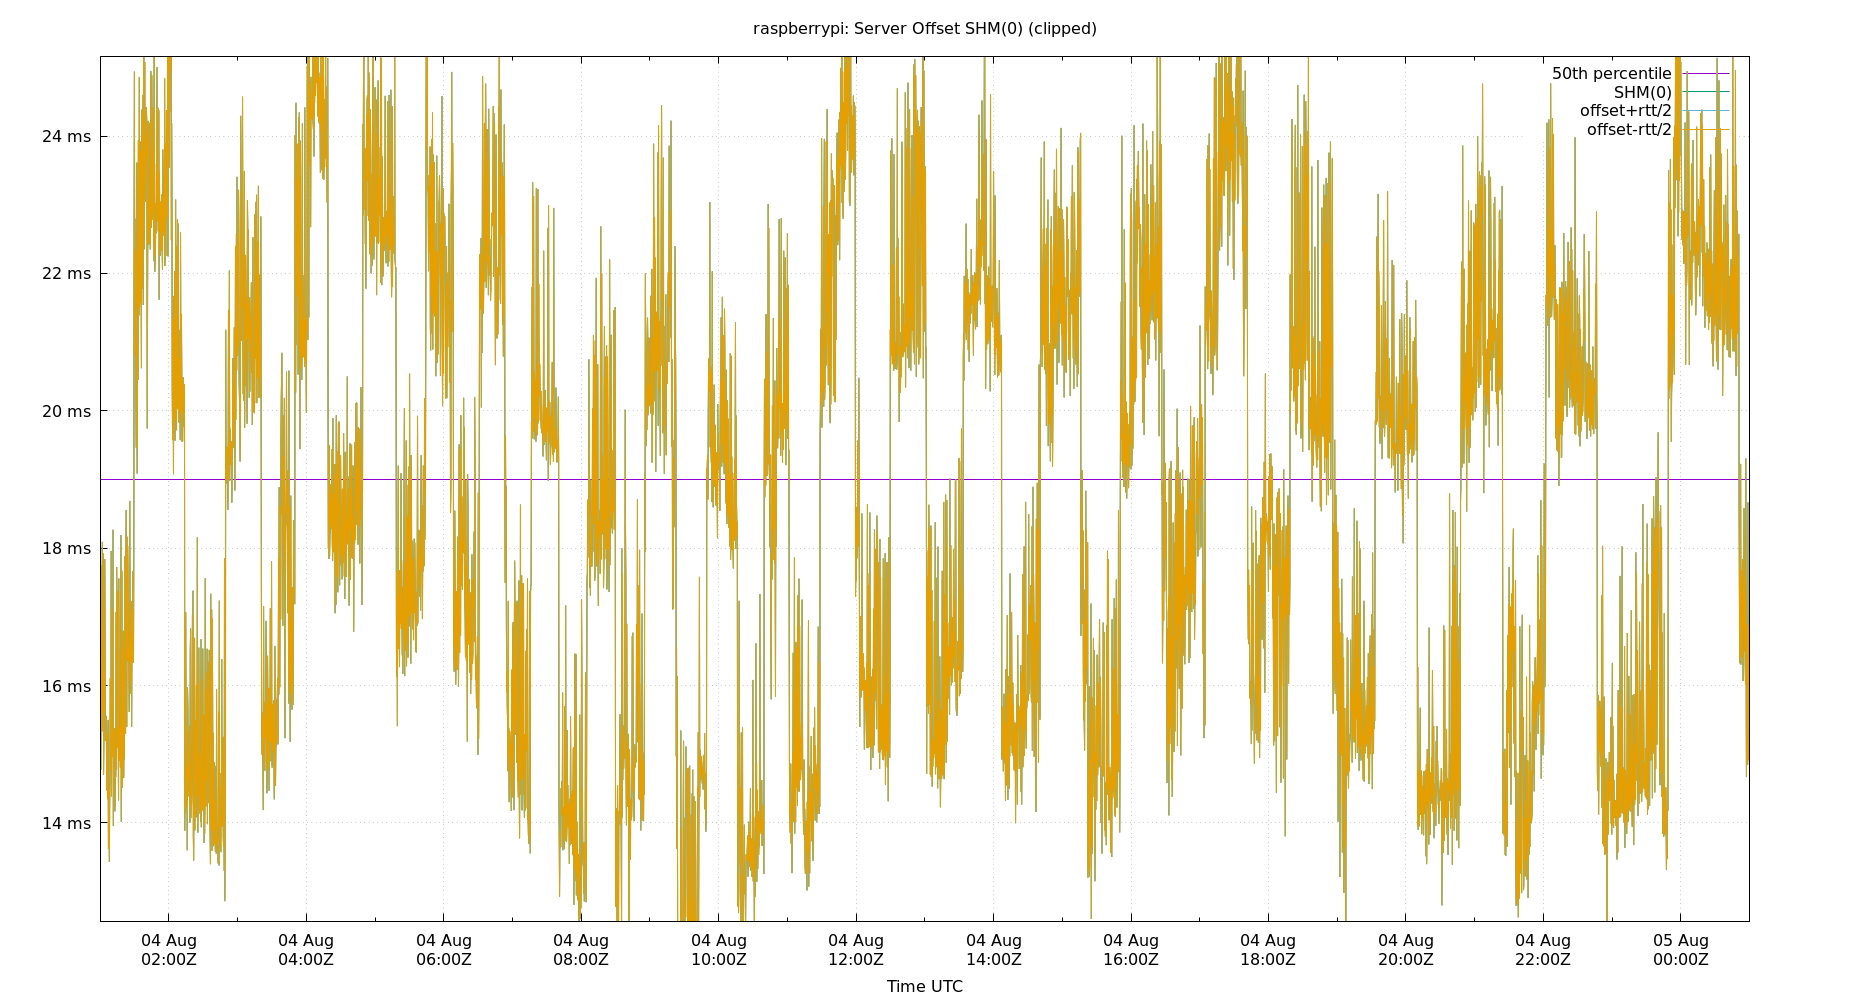 raspberrypi: Server Offset SHM(0) (clipped)
50th percentile
SHM(0)
offset+rtt/2
offset-rtt/2
24 ms
22 ms
20 ms
18 ms
16 ms
14 ms
04 Aug 04 Aug 04 Aug 04 Aug 04 Aug 04 Aug 04 Aug 04 Aug 04 Aug 04 Aug 04 Aug 05 Aug
02:00Z 04:00Z 06:00Z 08:00Z 10:00Z 12:00Z 14:00Z 16:00Z 18:00Z 20:00Z 22:00Z 00:00Z
Time UTC